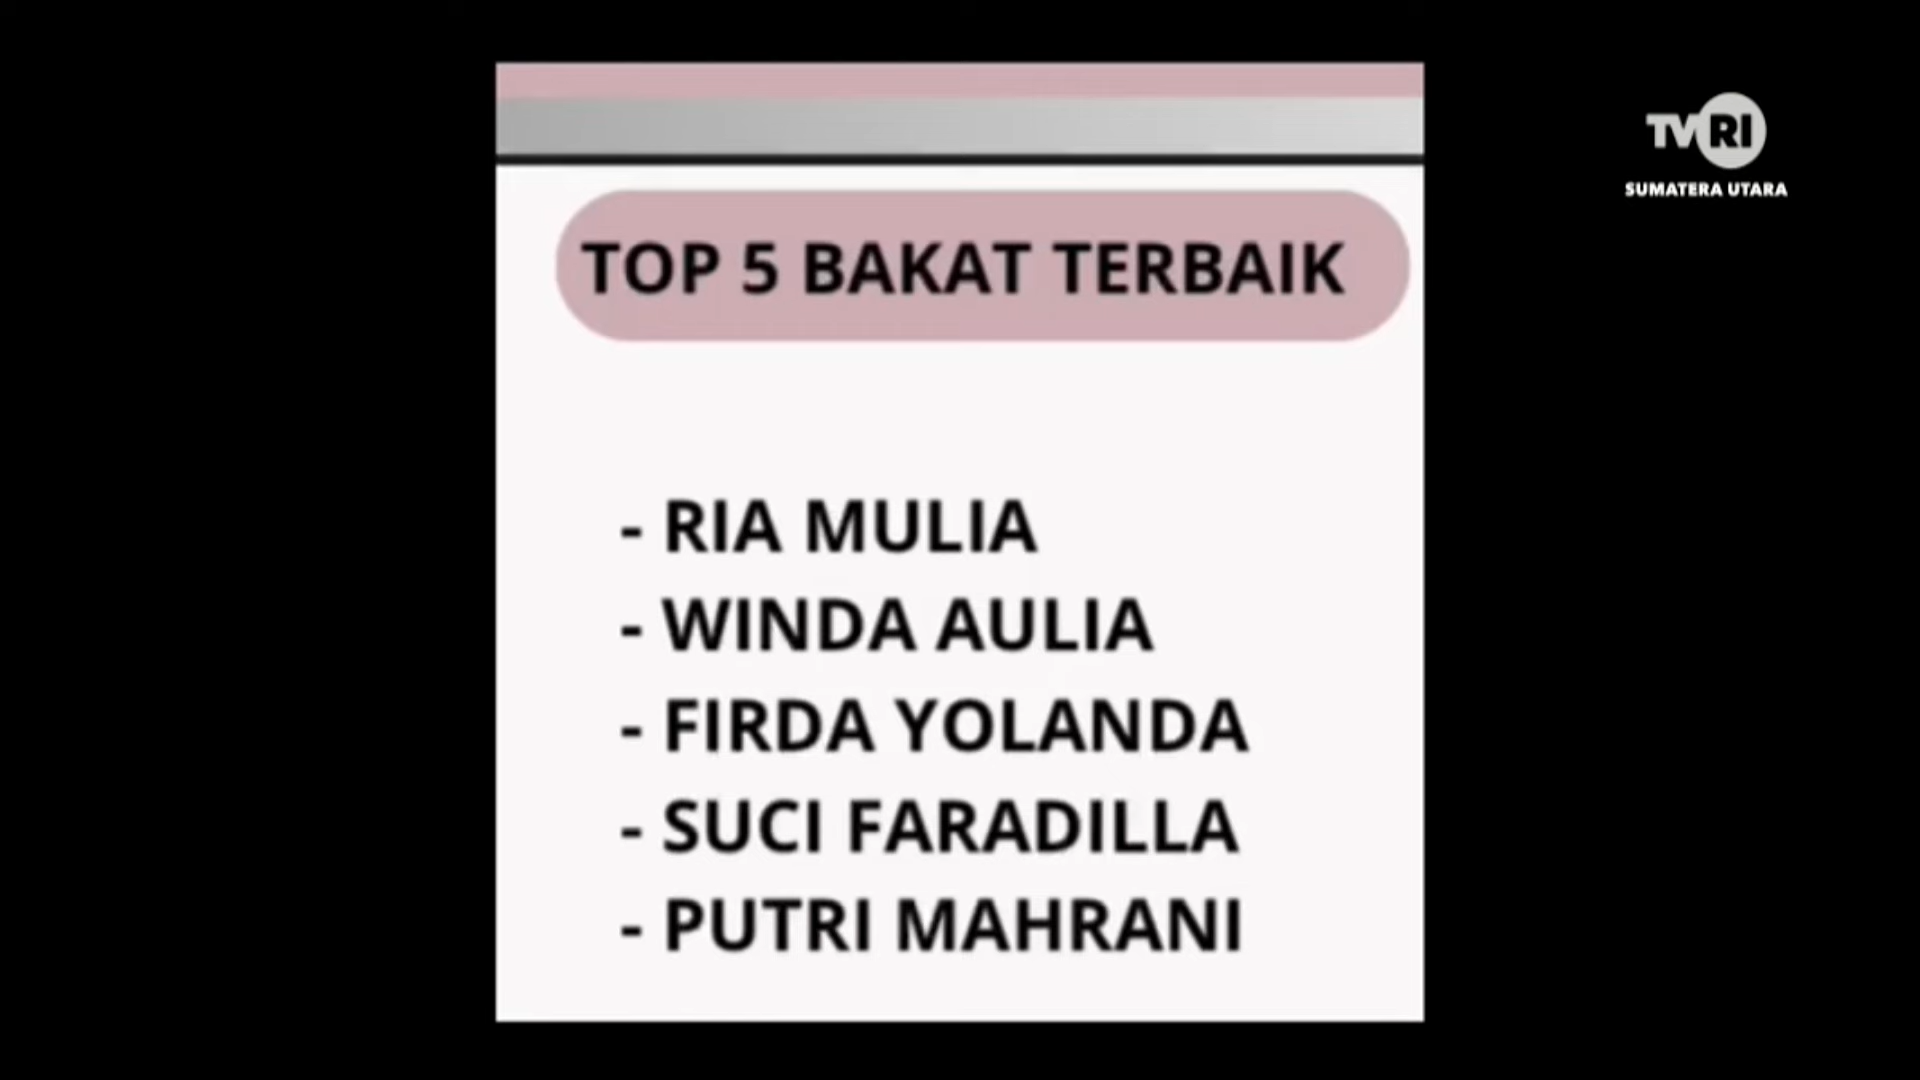 TVRI
SUMATERA UTARA
TOP 5 BAKAT TERBAIK
- RIA MULIA
- WINDA AULIA
- FIRDA YOLANDA
- SUCI FARADILLA
- PUTRI MAHRANI